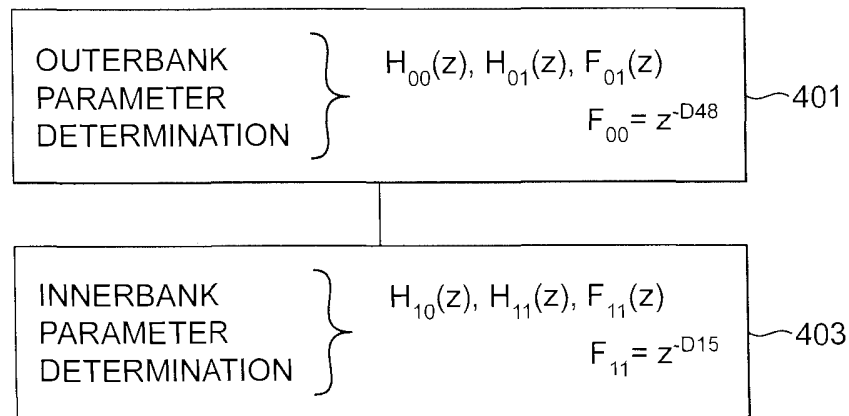 OUTERBANK
PARAMETER
DETERMINATION
H₀₀(z), H₀₁(z), F₀₁(z)
F₀₀= z⁻ᴰ⁴⁸
401
INNERBANK
PARAMETER
DETERMINATION
H₁₀(z), H₁₁(z), F₁₁(z)
F₁₁= z⁻ᴰ¹⁵
403